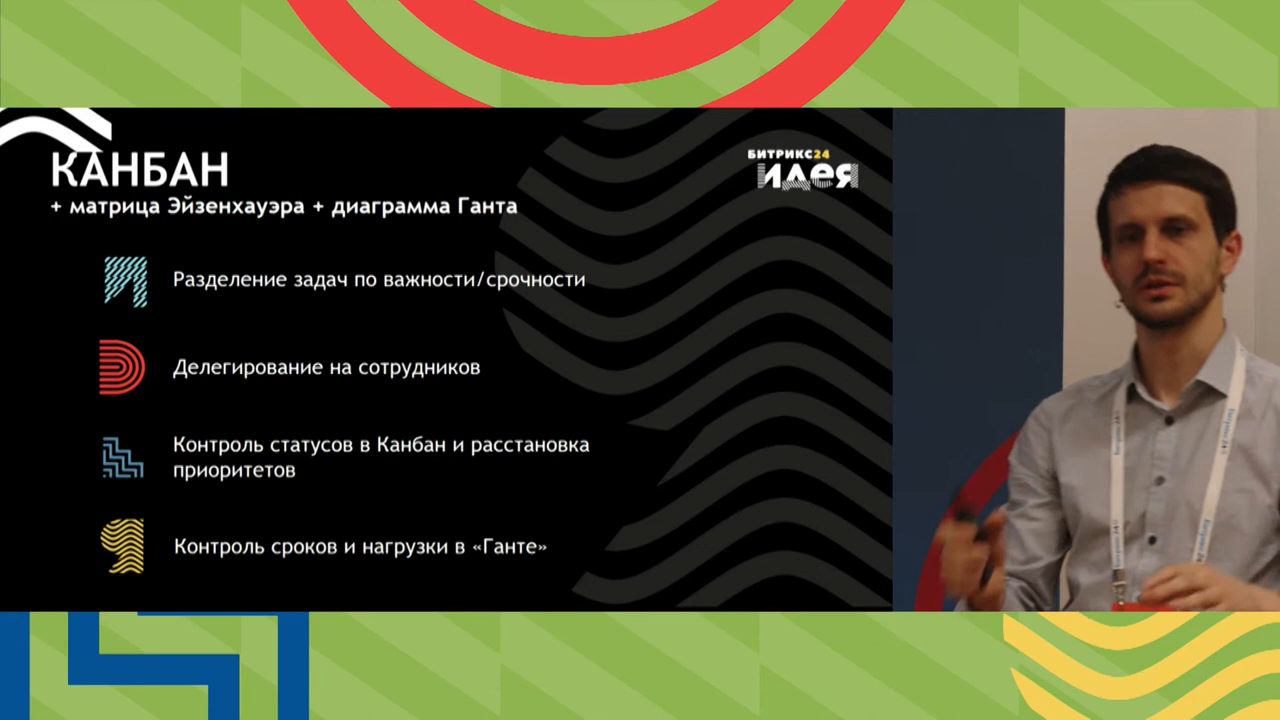 КАНБАН
+ матрица Эйзенхауэра + диаграмма Ганта
БИТРИКС24
идея
Разделение задач по важности/срочности
Делегирование на сотрудников
Контроль статусов в Канбан и расстановка
приоритетов
Контроль сроков и нагрузки в «Ганте»